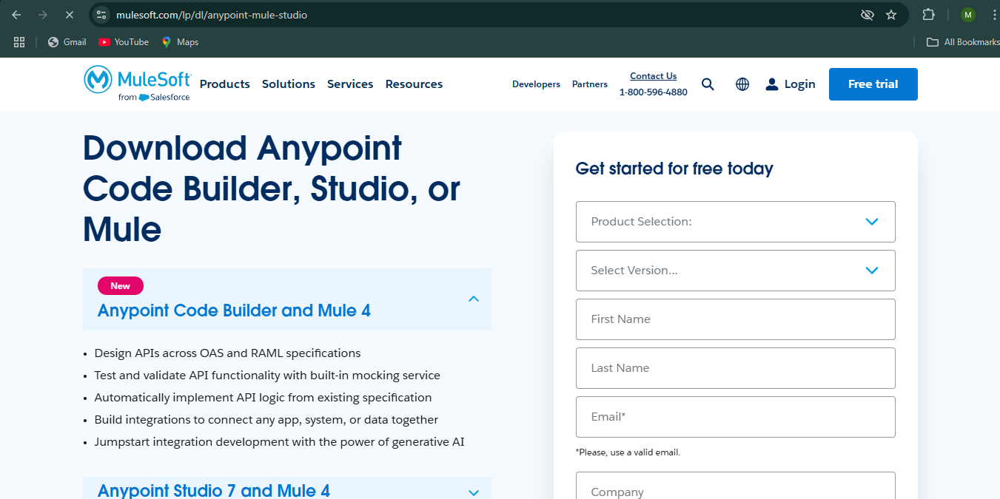 mulesoft.com/lp/dl/anypoint-mule-studio
M
Gmail YouTube Maps All Bookmarks
MuleSoft
from Salesforce
Products Solutions Services Resources
Developers Partners
Contact Us
1-800-596-4880
Login
Free trial
Download Anypoint
Code Builder, Studio, or
Mule
New
Anypoint Code Builder and Mule 4
• Design APIs across OAS and RAML specifications
• Test and validate API functionality with built-in mocking service
• Automatically implement API logic from existing specification
• Build integrations to connect any app, system, or data together
• Jumpstart integration development with the power of generative AI
Anypoint Studio 7 and Mule 4
Get started for free today
Product Selection:
Select Version...
First Name
Last Name
Email*
*Please, use a valid email.
Company